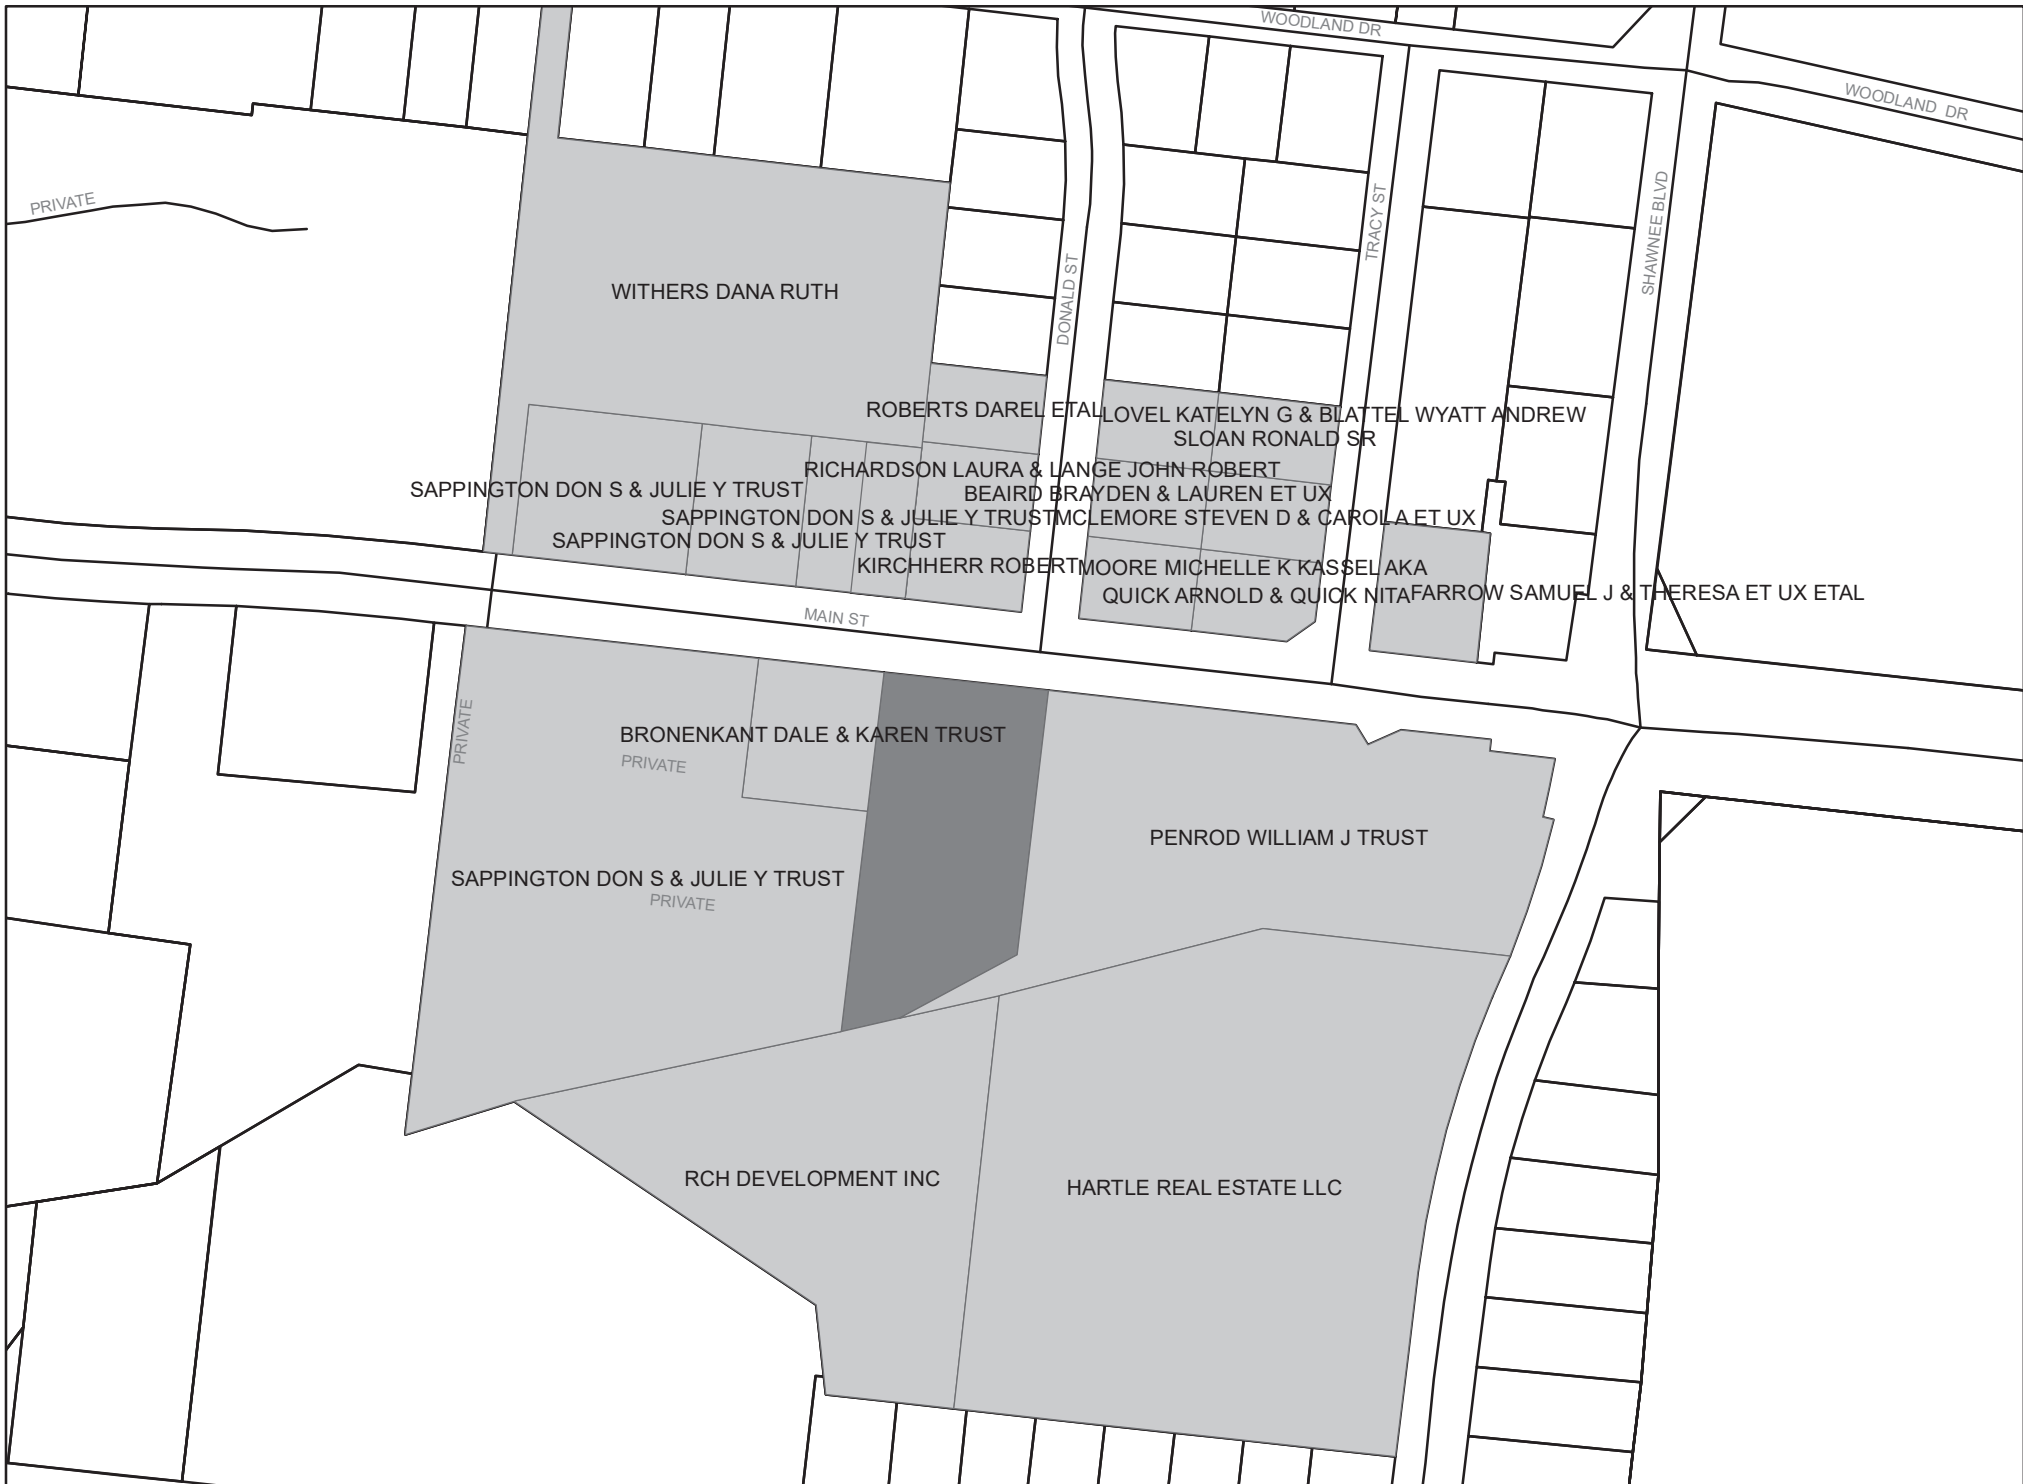 WOODLAND DR
WOODLAND DR
PRIVATE
TRACY ST
SHAWNEE BLVD
DONALD ST
WITHERS DANA RUTH
ROBERTS DAREL ETAL
LOVEL KATELYN G & BLATTEL WYATT ANDREW
SLOAN RONALD SR
RICHARDSON LAURA & LANGE JOHN ROBERT
SAPPINGTON DON S & JULIE Y TRUST
BEAIRD BRAYDEN & LAUREN ET UX
SAPPINGTON DON S & JULIE Y TRUST
MCLEMORE STEVEN D & CAROL A ET UX
SAPPINGTON DON S & JULIE Y TRUST
KIRCHHERR ROBERT
MOORE MICHELLE K KASSEL AKA
QUICK ARNOLD & QUICK NITA
FARROW SAMUEL J & THERESA ET UX ETAL
MAIN ST
PRIVATE
BRONENKANT DALE & KAREN TRUST
PRIVATE
PENROD WILLIAM J TRUST
SAPPINGTON DON S & JULIE Y TRUST
PRIVATE
RCH DEVELOPMENT INC
HARTLE REAL ESTATE LLC